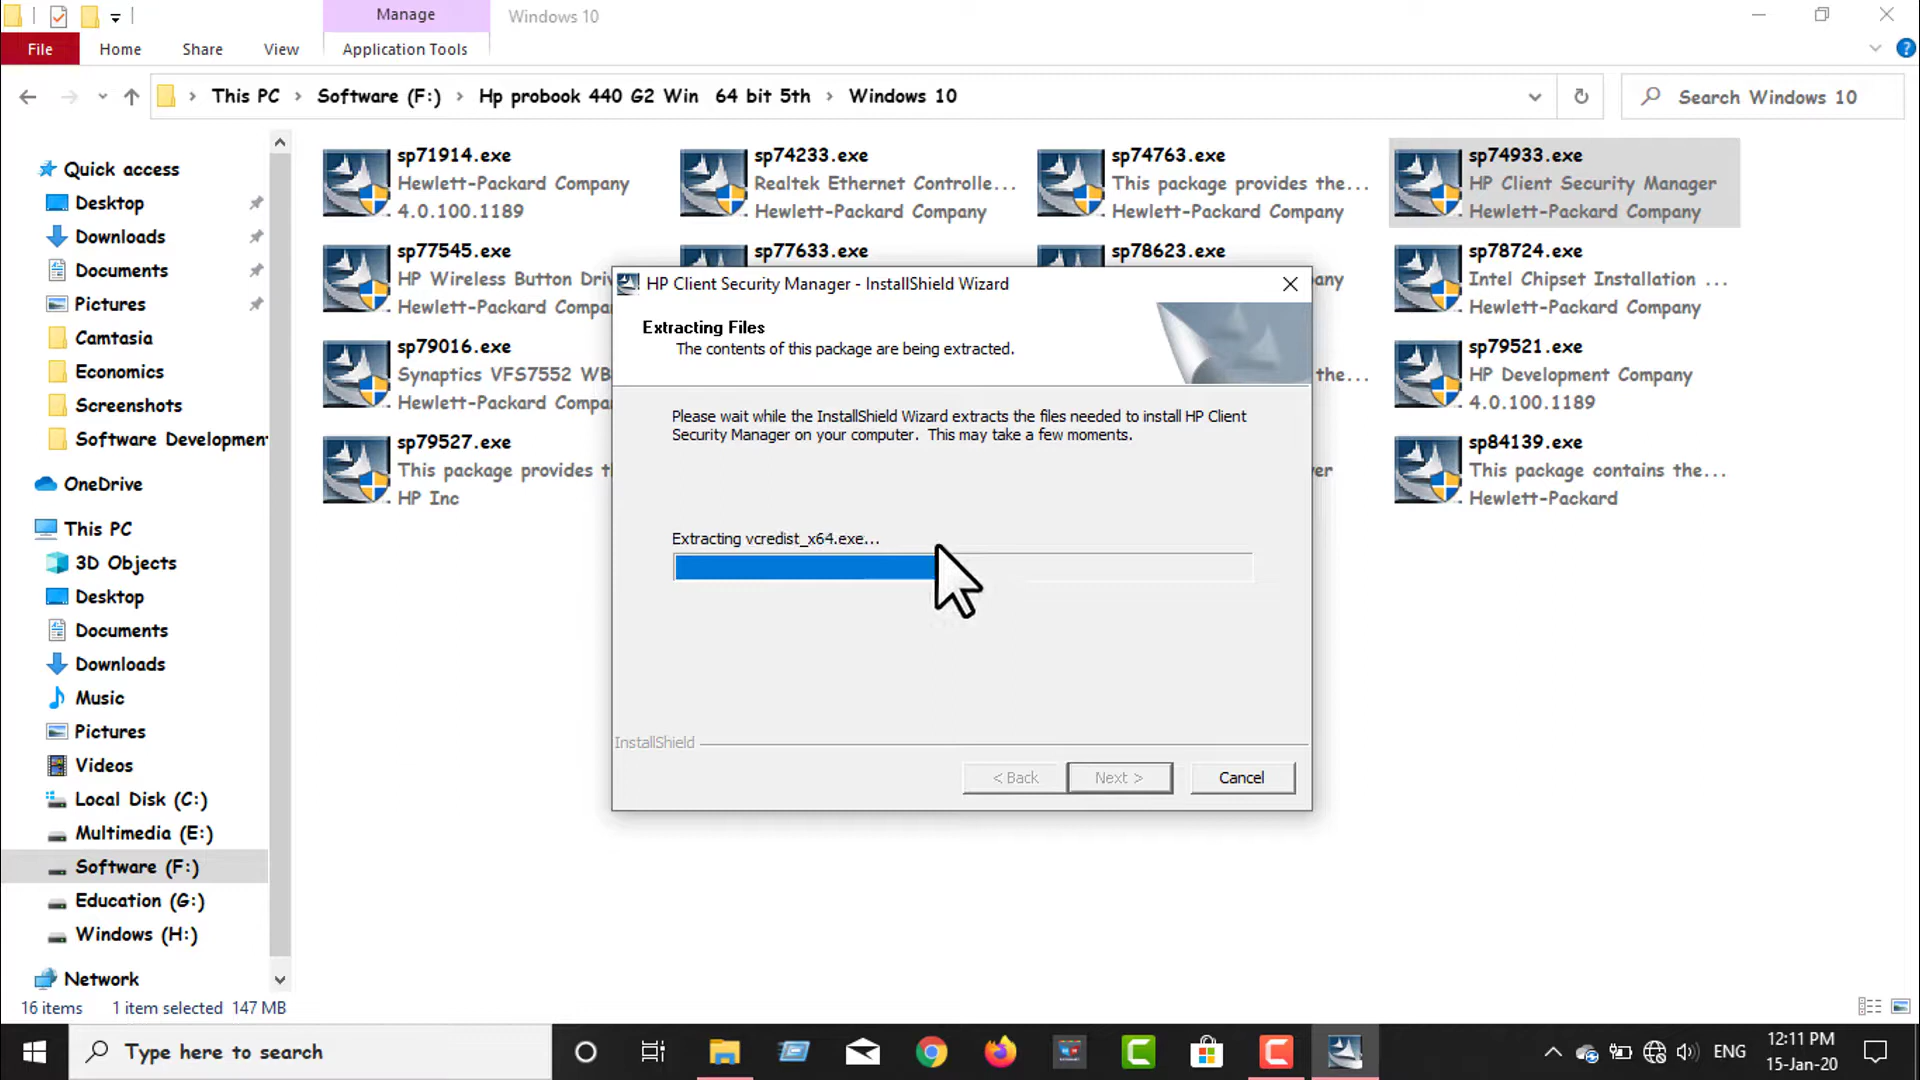 Manage
Windows 10
File
Home
Share
View
Application Tools
This PC
Software (F:)
Hp probook 440 G2 Win  64 bit 5th
Windows 10
Search Windows 10
Quick access
Desktop
Downloads
Documents
Pictures
Camtasia
Economics
Screenshots
Software Developmen
OneDrive
This PC
3D Objects
Desktop
Documents
Downloads
Music
Pictures
Videos
Local Disk (C:)
Multimedia (E:)
Software (F:)
Education (G:)
Windows (H:)
Network
sp71914.exe
Hewlett-Packard Company
4.0.100.1189
sp74233.exe
Realtek Ethernet Controlle...
Hewlett-Packard Company
sp74763.exe
This package provides the...
Hewlett-Packard Company
sp74933.exe
HP Client Security Manager
Hewlett-Packard Company
sp77545.exe
HP Wireless Button Driv
Hewlett-Packard Compa
sp77633.exe
sp78623.exe
sp78724.exe
Intel Chipset Installation ...
Hewlett-Packard Company
sp79016.exe
Synaptics VFS7552 WB
Hewlett-Packard Compa
the...
sp79521.exe
HP Development Company
4.0.100.1189
sp79527.exe
This package provides t
HP Inc
ver
sp84139.exe
This package contains the...
Hewlett-Packard
HP Client Security Manager - InstallShield Wizard
Extracting Files
The contents of this package are being extracted.
Please wait while the InstallShield Wizard extracts the files needed to install HP Client
Security Manager on your computer.  This may take a few moments.
Extracting vcredist_x64.exe...
InstallShield
< Back
Next >
Cancel
16 items
1 item selected  147 MB
Type here to search
ENG
12:11 PM
15-Jan-20